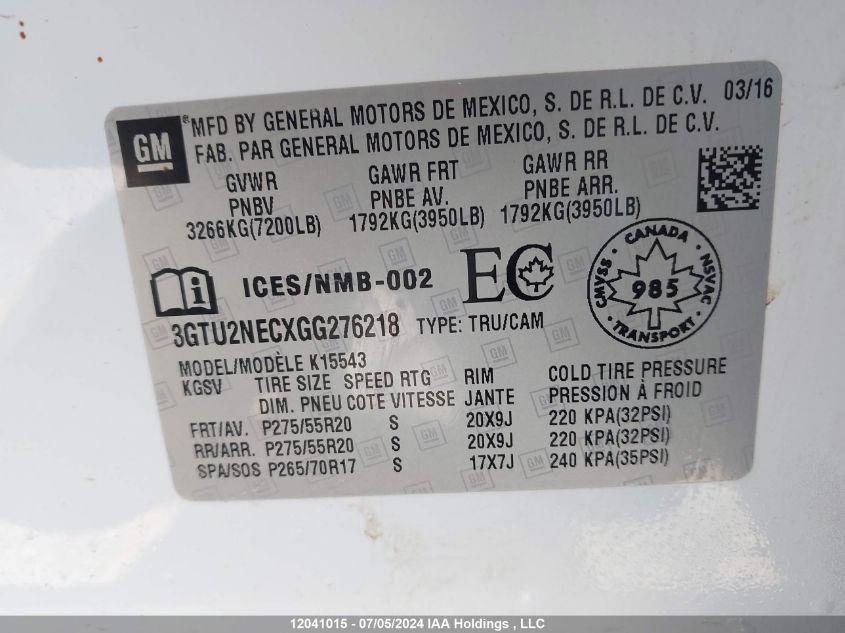 GM
®MFD BY GENERAL MOTORS DE MEXICO, S. DE R.L. DE C.V. 03/16
FAB. PAR GENERAL MOTORS DE MEXICO, S. DE R.L. DE C.V.
GVWR GAWR FRT GAWR RR
PNBV PNBE AV. PNBE ARR.
3266KG(7200LB) 1792KG(3950LB) 1792KG(3950LB)
i ICES/NMB-002 EC
CANADA
CMVSS 985 NSVAC
TRANSPORT
3GTU2NECXGG276218 TYPE: TRU/CAM
MODEL/MODÈLE K15543
KGSV TIRE SIZE SPEED RTG RIM COLD TIRE PRESSURE
DIM. PNEU COTE VITESSE JANTE PRESSION À FROID
FRT/AV. P275/55R20 S 20X9J 220 KPA(32PSI)
RR/ARR. P275/55R20 S 20X9J 220 KPA(32PSI)
SPA/SOS P265/70R17 S 17X7J 240 KPA(35PSI)
12041015 - 07/05/2024 IAA Holdings , LLC